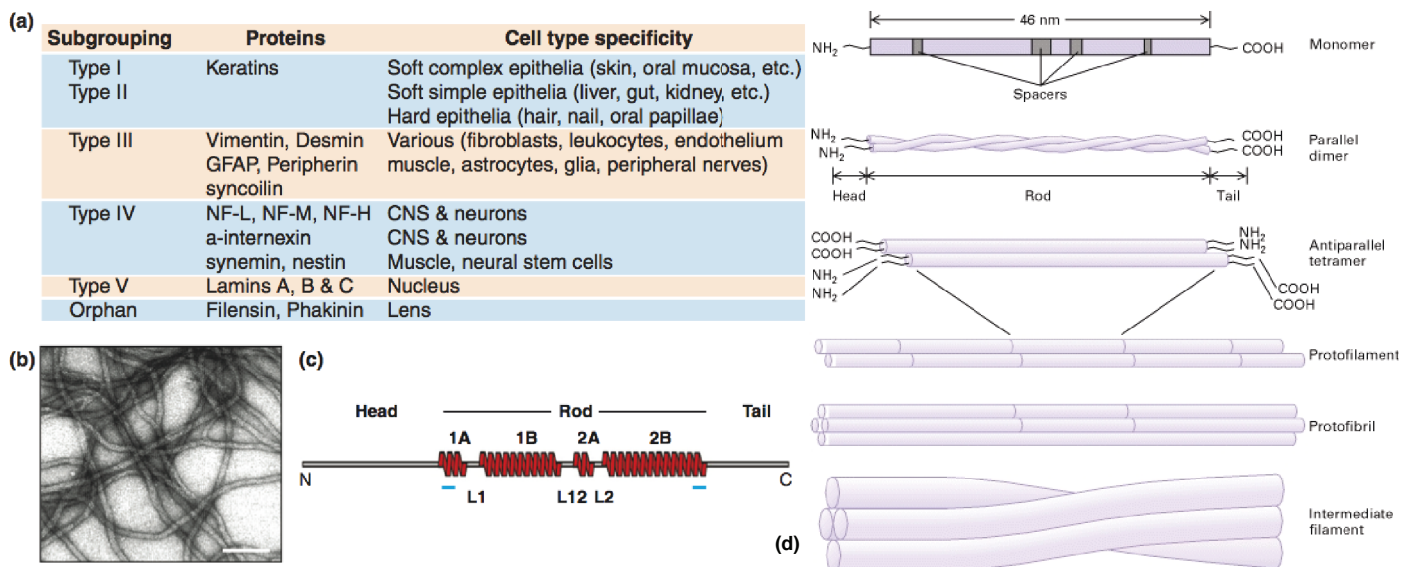 (a)
Subgrouping Proteins Cell type specificity
Type I Keratins Soft complex epithelia (skin, oral mucosa, etc.)
Type II Soft simple epithelia (liver, gut, kidney, etc.)
Hard epithelia (hair, nail, oral papillae)
Type III Vimentin, Desmin Various (fibroblasts, leukocytes, endothelium
GFAP, Peripherin muscle, astrocytes, glia, peripheral nerves)
syncoilin
Type IV NF-L, NF-M, NF-H CNS & neurons
a-internexin CNS & neurons
synemin, nestin Muscle, neural stem cells
Type V Lamins A, B & C Nucleus
Orphan Filensin, Phakinin Lens
(b)
(c)
Head Rod Tail
1A 1B 2A 2B
N C
L1 L12 L2
46 nm
NH2 COOH Monomer
Spacers
NH2 COOH
NH2 COOH
Parallel
dimer
Head Rod Tail
COOH NH2
COOH NH2
NH2 COOH
NH2 COOH
Antiparallel
tetramer
Protofilament
Protofibril
Intermediate
filament
(d)